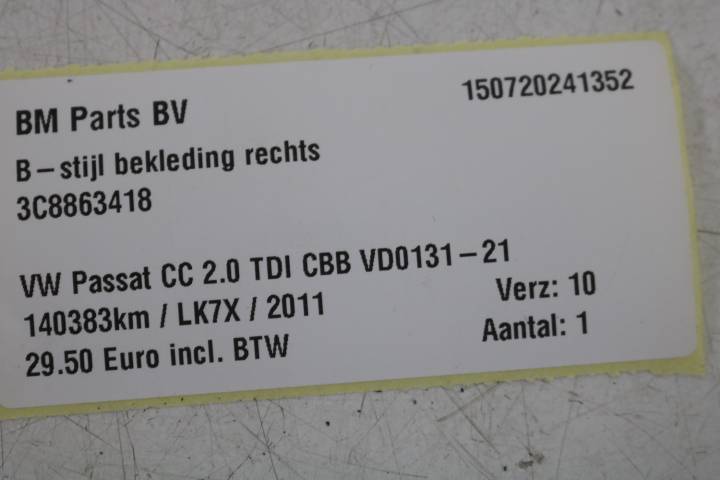 BM Parts BV 150720241352
B-stijl bekleding rechts
3C8863418
VW Passat CC 2.0 TDI CBB VD0131-21
140383km / LK7X / 2011 Verz: 10
29.50 Euro incl. BTW Aantal: 1